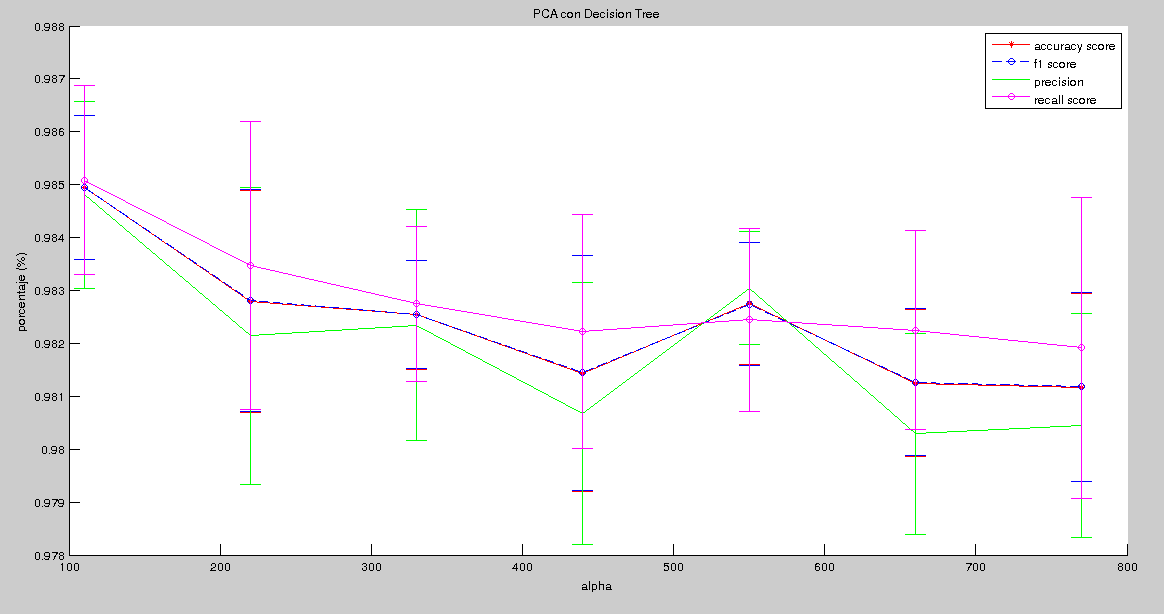 PCA con Decision Tree
0.988
0.987
0.986
0.985
0.984
0.983
0.982
0.981
0.98
0.979
0.978
porcentaje (%)
accuracy score
f1 score
precision
recall score
100 200 300 400 500 600 700 800
alpha